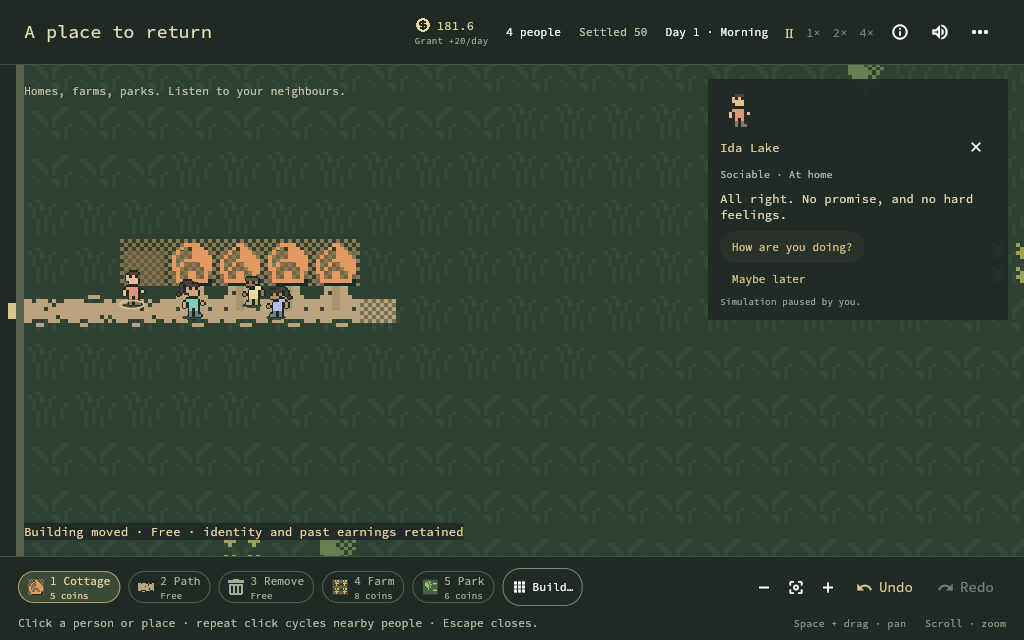 A place to return
181.6
Grant +20/day
4 people
Settled 50
Day 1 · Morning
1×
2×
4×
Homes, farms, parks. Listen to your neighbours.
Ida Lake
Sociable · At home
All right. No promise, and no hard
feelings.
How are you doing?
Maybe later
Simulation paused by you.
Building moved · Free · identity and past earnings retained
1 Cottage
5 coins
2 Path
Free
3 Remove
Free
4 Farm
8 coins
5 Park
6 coins
Build…
Undo
Redo
Click a person or place · repeat click cycles nearby people · Escape closes.
Space + drag · pan
Scroll · zoom